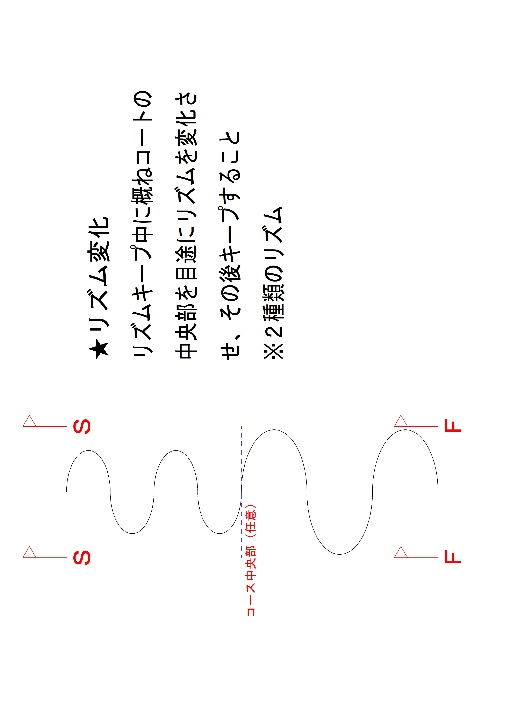 ★リズム変化
リズムキープ中に概ねコートの
中央部を目途にリズムを変化さ
せ、その後キープすること
※2種類のリズム
S
S
コース中央部（任意）
F
F